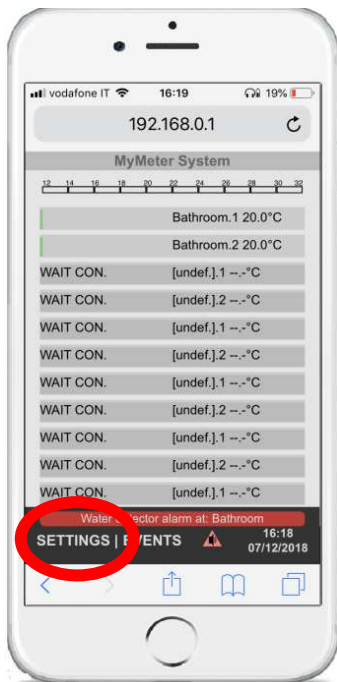 vodafone IT 16:19 19%
192.168.0.1
MyMeter System
12 14 16 18 20 22 24 26 28 30 32
Bathroom.1 20.0°C
Bathroom.2 20.0°C
WAIT CON. [undef.].1 --.-°C
WAIT CON. [undef.].2 --.-°C
WAIT CON. [undef.].1 --.-°C
WAIT CON. [undef.].2 --.-°C
WAIT CON. [undef.].1 --.-°C
WAIT CON. [undef.].2 --.-°C
WAIT CON. [undef.].1 --.-°C
WAIT CON. [undef.].2 --.-°C
WAIT CON. [undef.].1 --.-°C
Water detector alarm at: Bathroom
SETTINGS | EVENTS 16:18
07/12/2018